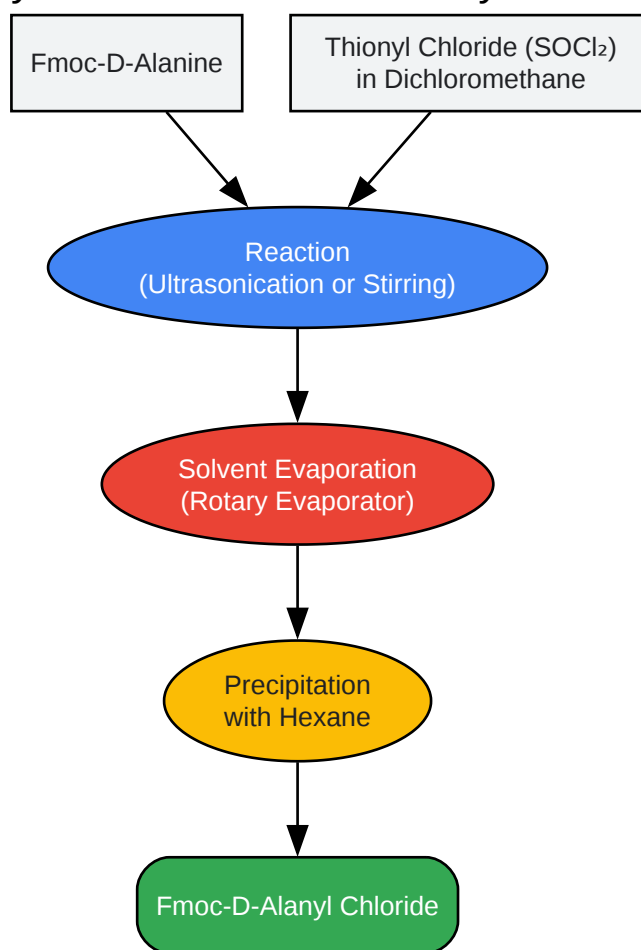 Fmoc-D-Alanine
Thionyl Chloride (SOCl₂)
in Dichloromethane
Reaction
(Ultrasonication or Stirring)
Solvent Evaporation
(Rotary Evaporator)
Precipitation
with Hexane
Fmoc-D-Alanyl Chloride